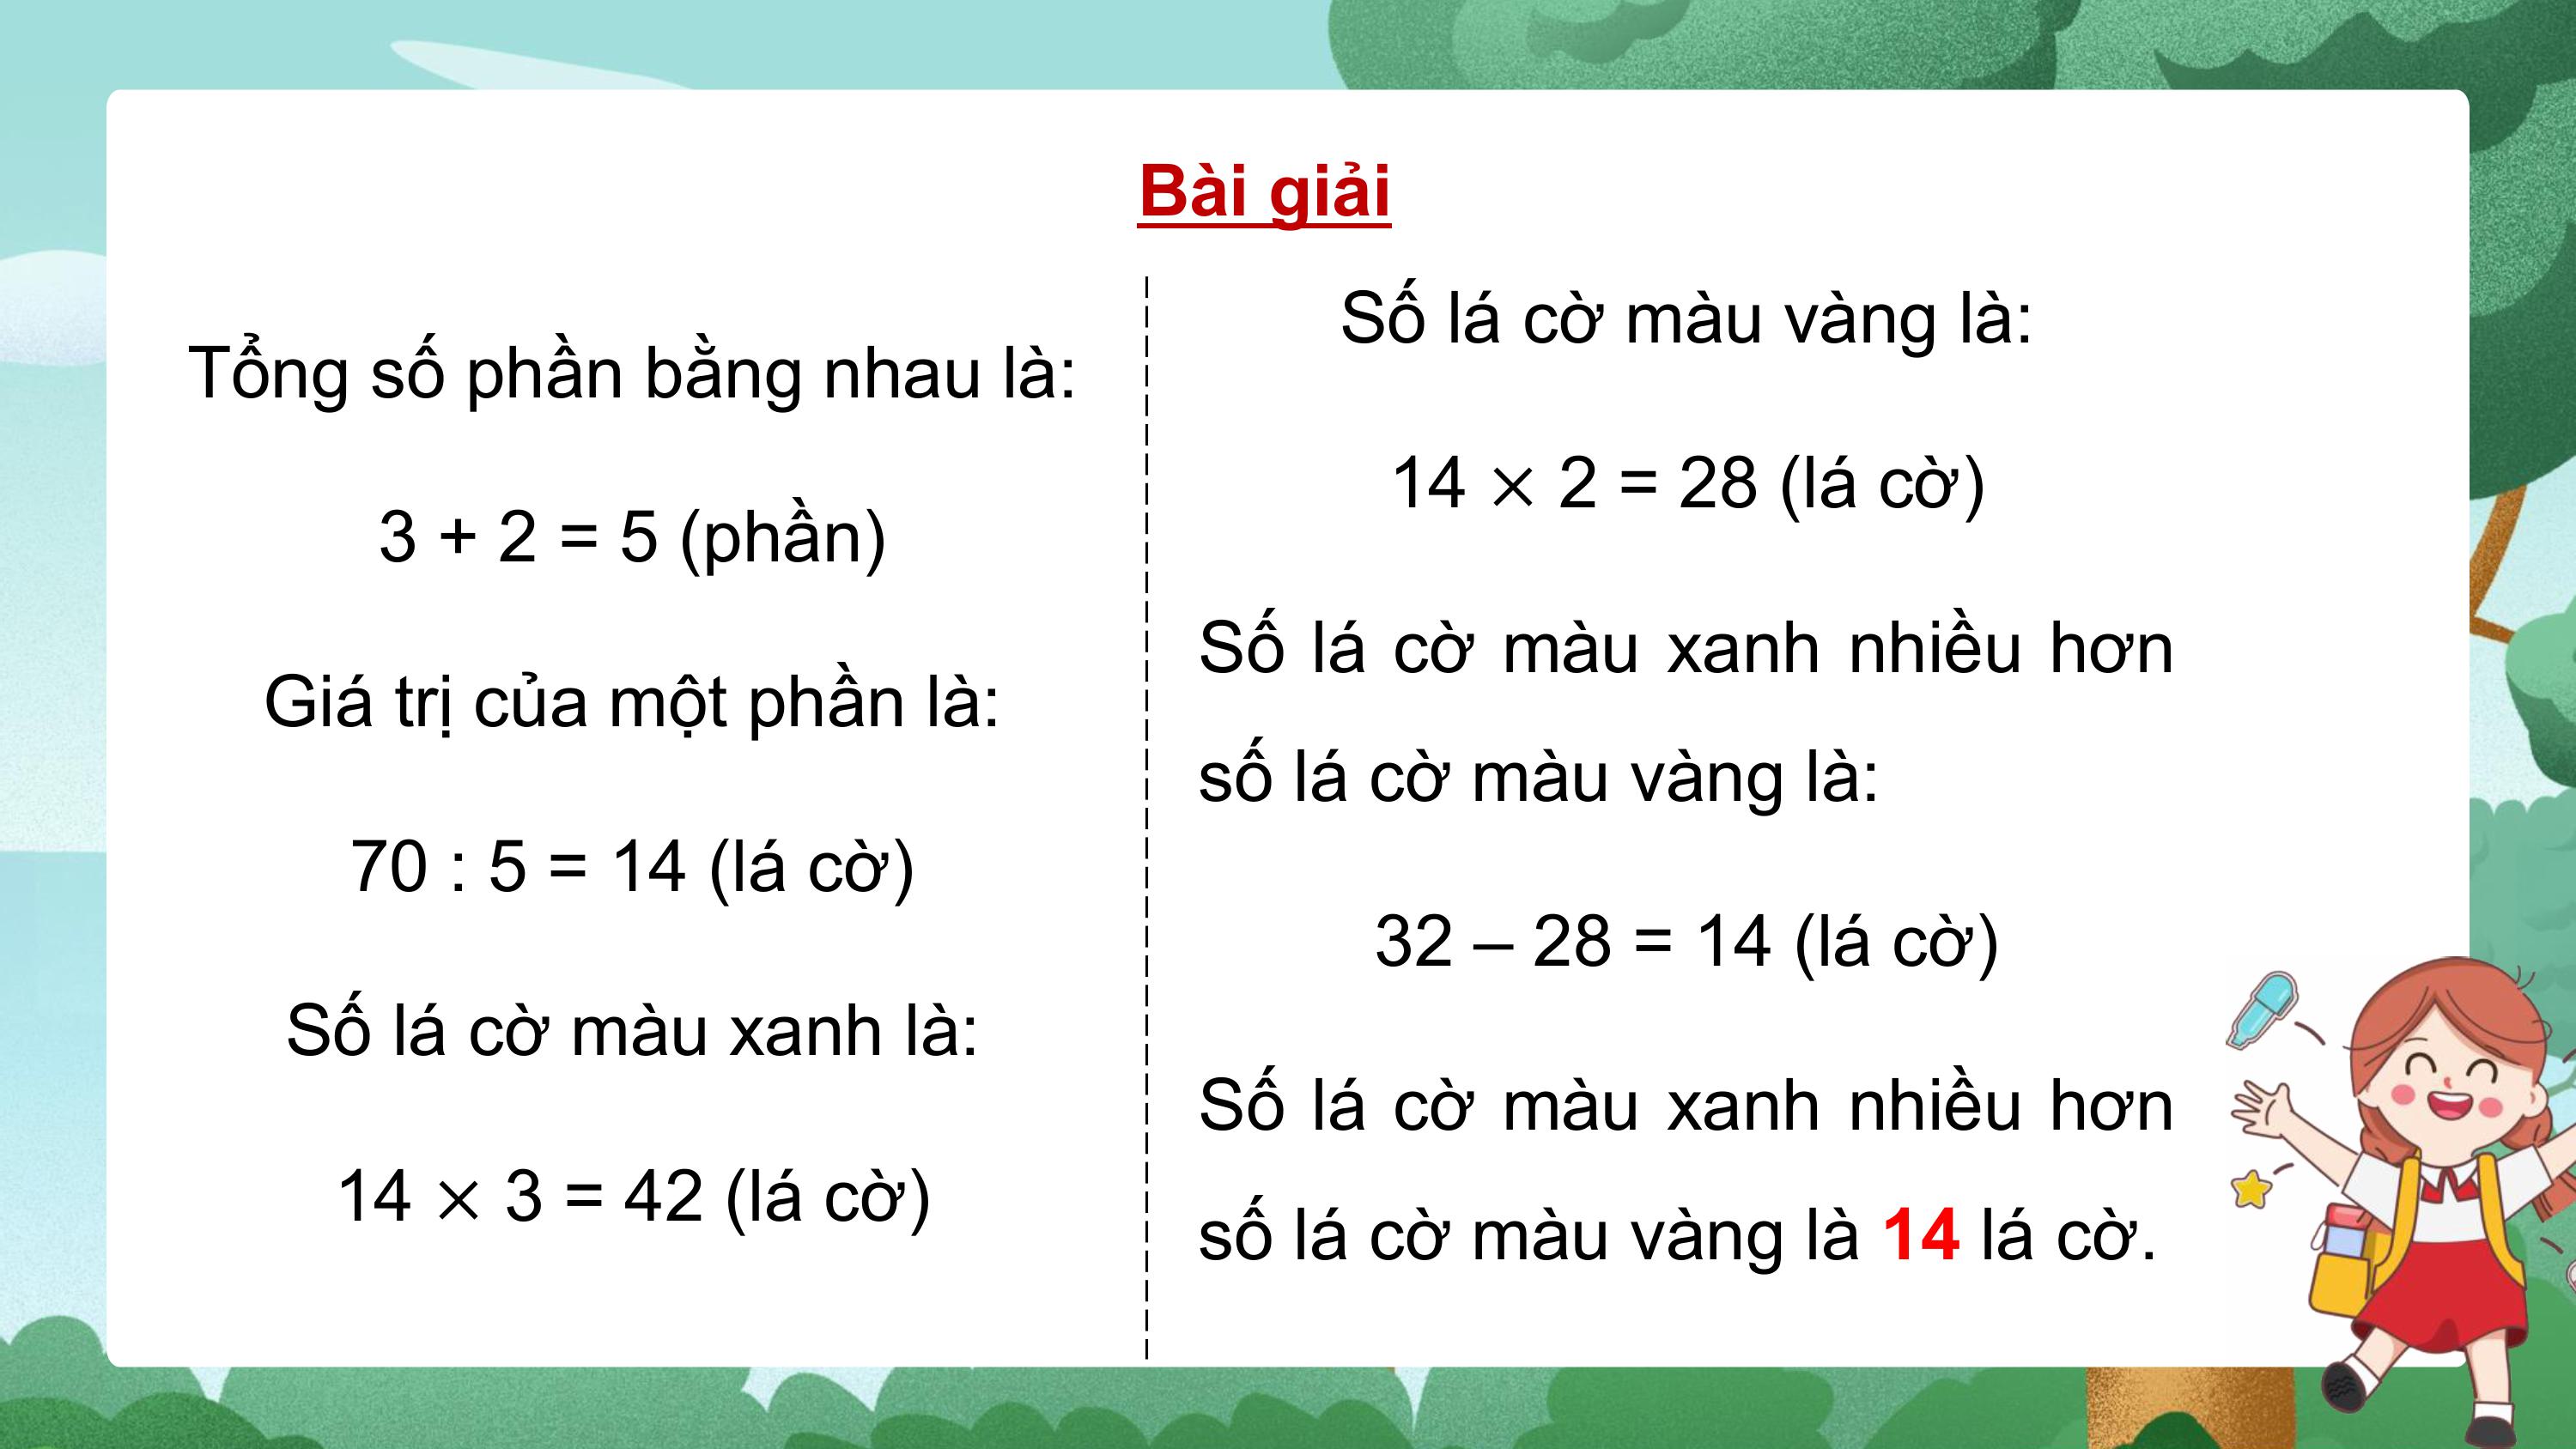 Bài giải
Tổng số phần bằng nhau là:
3 + 2 = 5 (phần)
Giá trị của một phần là:
70 : 5 = 14 (lá cờ)
Số lá cờ màu xanh là:
14 × 3 = 42 (lá cờ)
Số lá cờ màu vàng là:
14 × 2 = 28 (lá cờ)
Số lá cờ màu xanh nhiều hơn
số lá cờ màu vàng là:
32 – 28 = 14 (lá cờ)
Số lá cờ màu xanh nhiều hơn
số lá cờ màu vàng là 14 lá cờ.